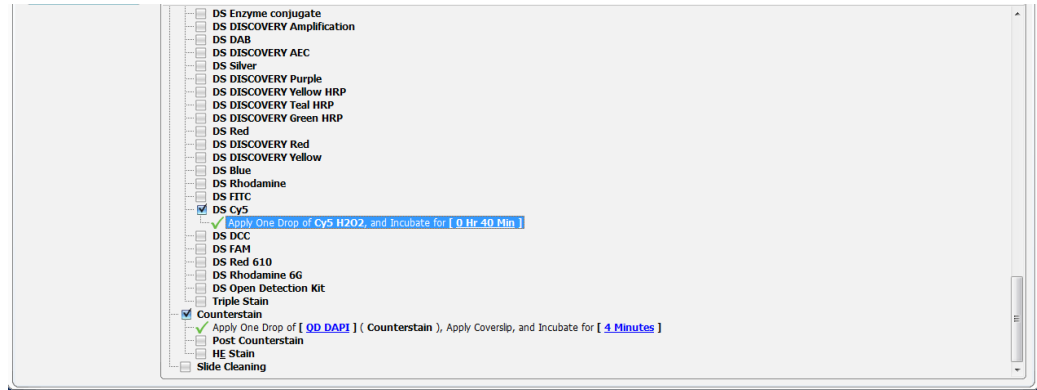 DS Enzyme conjugate
DS DISCOVERY Amplification
DS DAB
DS DISCOVERY AEC
DS Silver
DS DISCOVERY Purple
DS DISCOVERY Yellow HRP
DS DISCOVERY Teal HRP
DS DISCOVERY Green HRP
DS Red
DS DISCOVERY Red
DS DISCOVERY Yellow
DS Blue
DS Rhodamine
DS FITC
DS Cy5
Apply One Drop of Cy5 H2O2, and Incubate for [ 0 Hr 40 Min ]
DS DCC
DS FAM
DS Red 610
DS Rhodamine 6G
DS Open Detection Kit
Triple Stain
Counterstain
Apply One Drop of [ QD DAPI ] ( Counterstain ), Apply Coverslip, and Incubate for [ 4 Minutes ]
Post Counterstain
HE Stain
Slide Cleaning